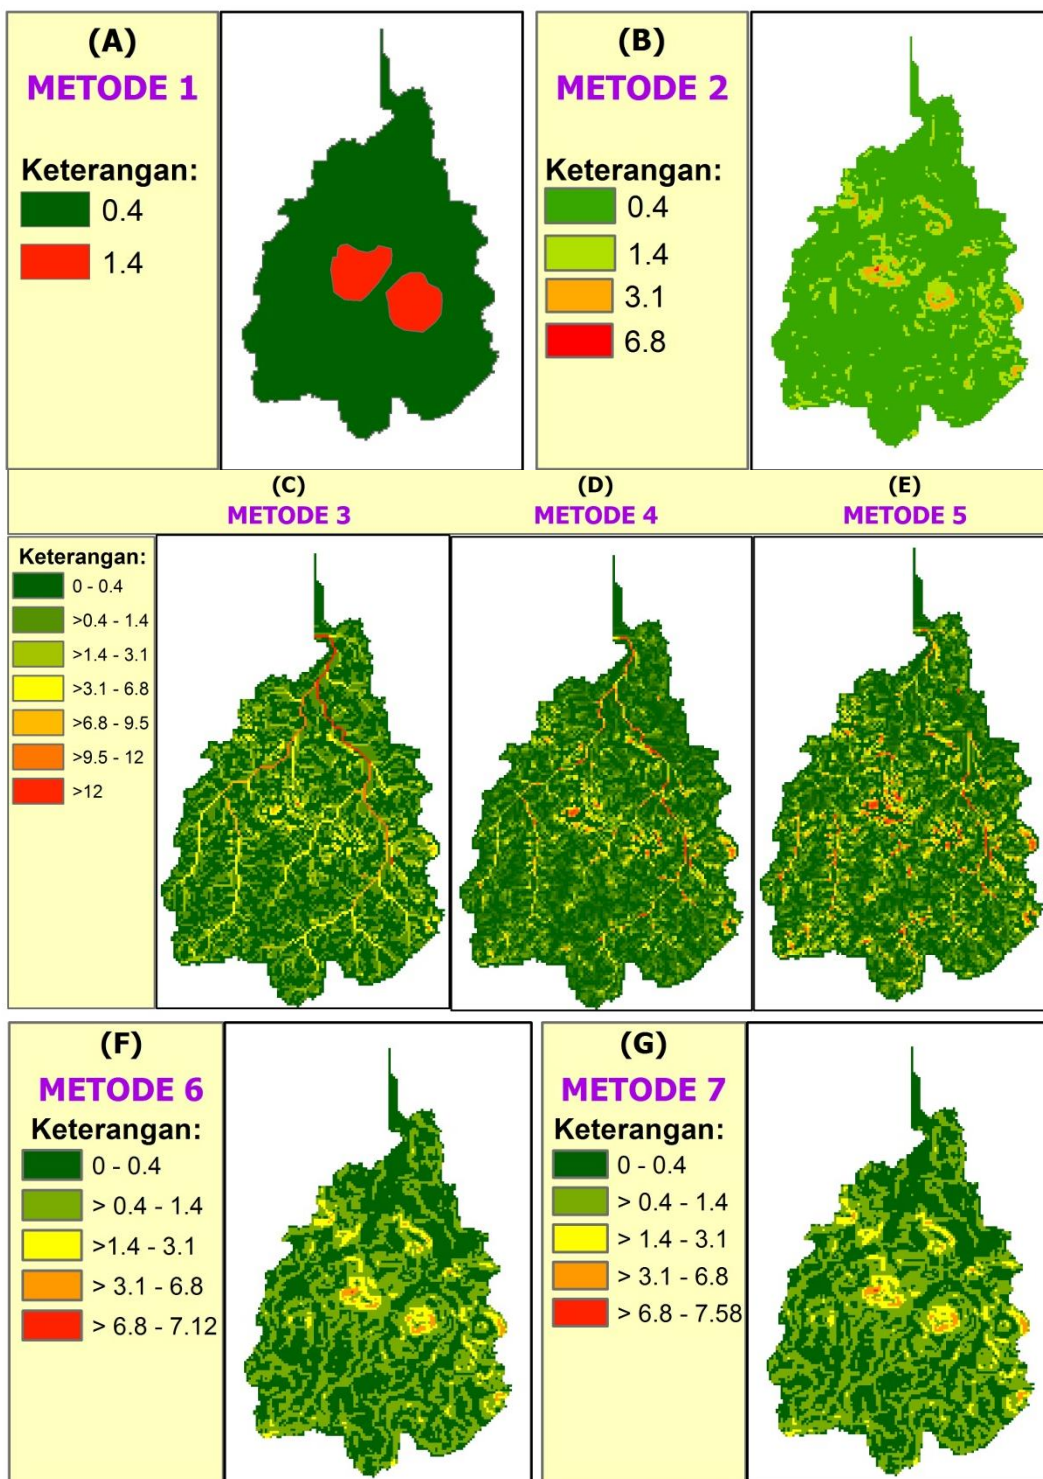 (A)
METODE 1
Keterangan:
0.4
1.4
(B)
METODE 2
Keterangan:
0.4
1.4
3.1
6.8
(C)
METODE 3
(D)
METODE 4
(E)
METODE 5
Keterangan:
0 - 0.4
>0.4 - 1.4
>1.4 - 3.1
>3.1 - 6.8
>6.8 - 9.5
>9.5 - 12
>12
(F)
METODE 6
Keterangan:
0 - 0.4
> 0.4 - 1.4
>1.4 - 3.1
> 3.1 - 6.8
> 6.8 - 7.12
(G)
METODE 7
Keterangan:
0 - 0.4
> 0.4 - 1.4
> 1.4 - 3.1
> 3.1 - 6.8
> 6.8 - 7.58